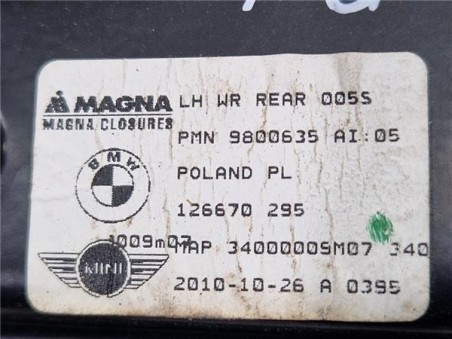 MAGNA LH WR REAR 005S
MAGNA CLOSURES
PMN 9800635 AI:05
BMW
POLAND PL
126670 295
J009m07
MAP 34000009M07 340
MINI
2010-10-26 A 0395